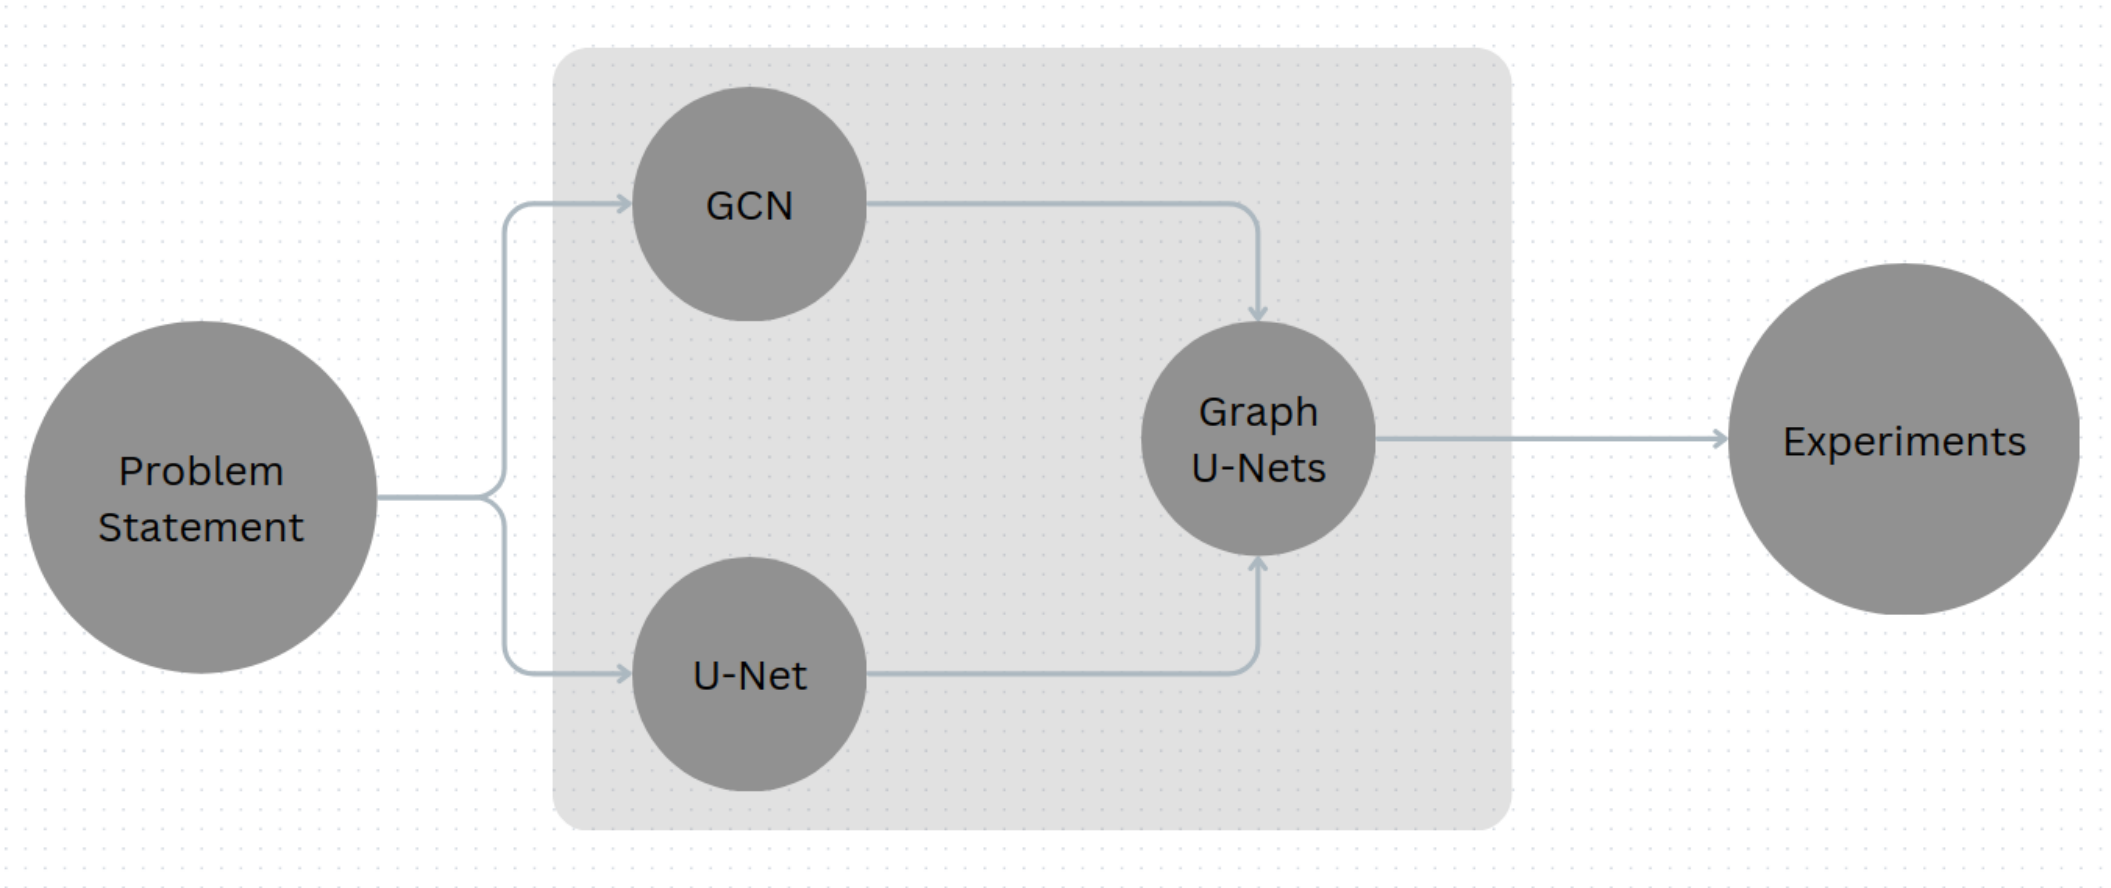 Problem
Statement
GCN
U-Net
Graph
U-Nets
Experiments